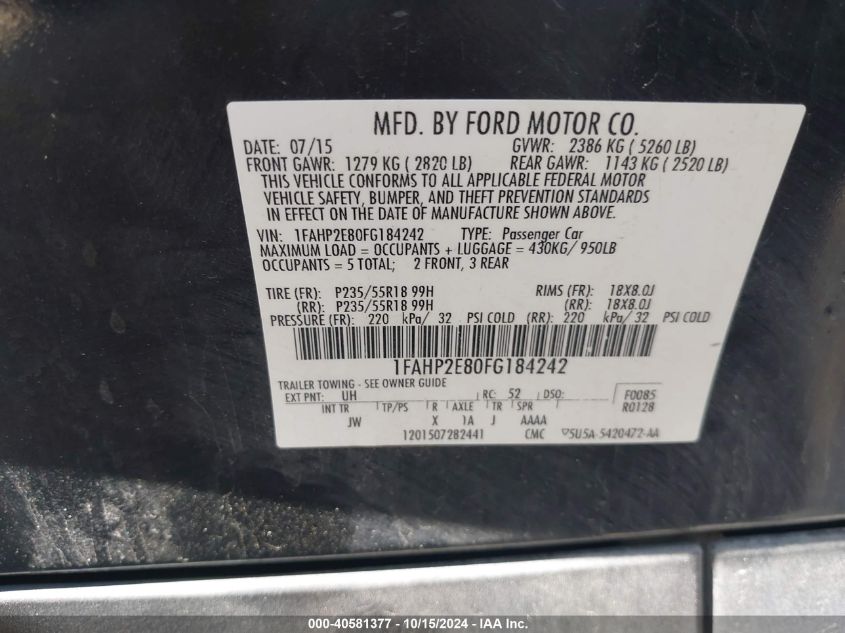 MFD. BY FORD MOTOR CO.
DATE: 07/15 GVWR: 2386 KG ( 5260 LB)
FRONT GAWR: 1279 KG ( 2820 LB) REAR GAWR: 1143 KG ( 2520 LB)
THIS VEHICLE CONFORMS TO ALL APPLICABLE FEDERAL MOTOR
VEHICLE SAFETY, BUMPER, AND THEFT PREVENTION STANDARDS
IN EFFECT ON THE DATE OF MANUFACTURE SHOWN ABOVE.
VIN: 1FAHP2E80FG184242 TYPE: Passenger Car
MAXIMUM LOAD = OCCUPANTS + LUGGAGE = 430KG/ 950LB
OCCUPANTS = 5 TOTAL; 2 FRONT, 3 REAR
TIRE (FR): P235/55R18 99H RIMS (FR): 18X8.0J
(RR): P235/55R18 99H (RR): 18X8.0J
PRESSURE (FR): 220 kPa/ 32 PSI COLD (RR): 220 kPa/ 32 PSI COLD
1FAHP2E80FG184242
TRAILER TOWING - SEE OWNER GUIDE
EXT PNT: UH RC: 52 DSO: F0085
INT TR TP/PS R AXLE TR SPR R0128
JW X 1A J AAAA
1201507282441 CMC 5U5A-5420472-AA
000-40581377 - 10/15/2024 - IAA Inc.